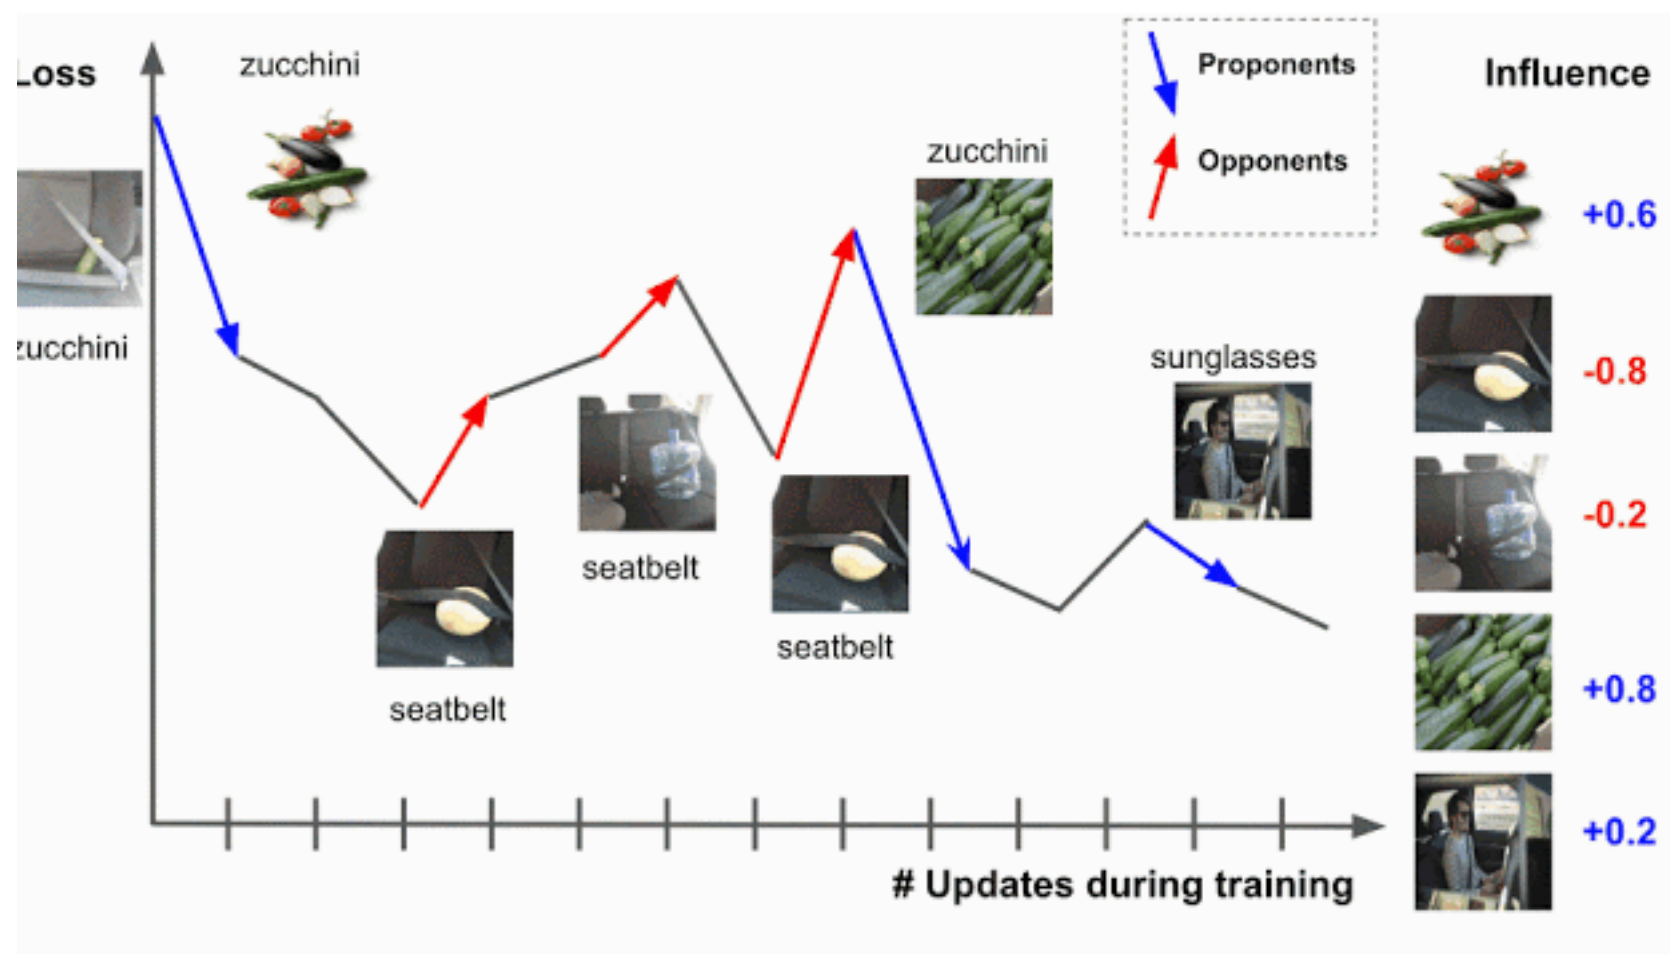 Loss
zucchini
Proponents
Influence
zucchini
Opponents
+0.6
zucchini
sunglasses
-0.8
-0.2
seatbelt
seatbelt
+0.8
seatbelt
+0.2
# Updates during training